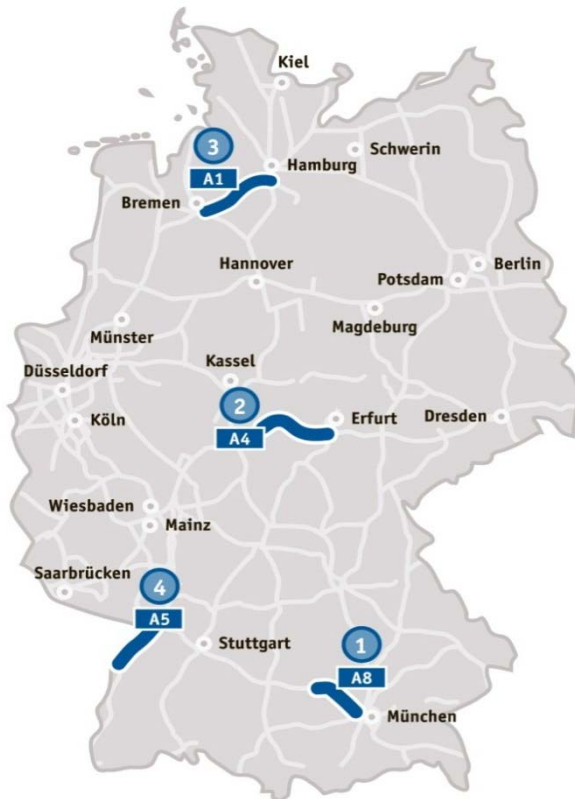 Kiel
3
Hamburg
Schwerin
A1
Bremen
Berlin
Hannover
Potsdam
Magdeburg
Münster
Düsseldorf
Kassel
2
Köln
Erfurt
Dresden
A4
Wiesbaden
Mainz
Saarbrücken
4
A5
Stuttgart
1
A8
München